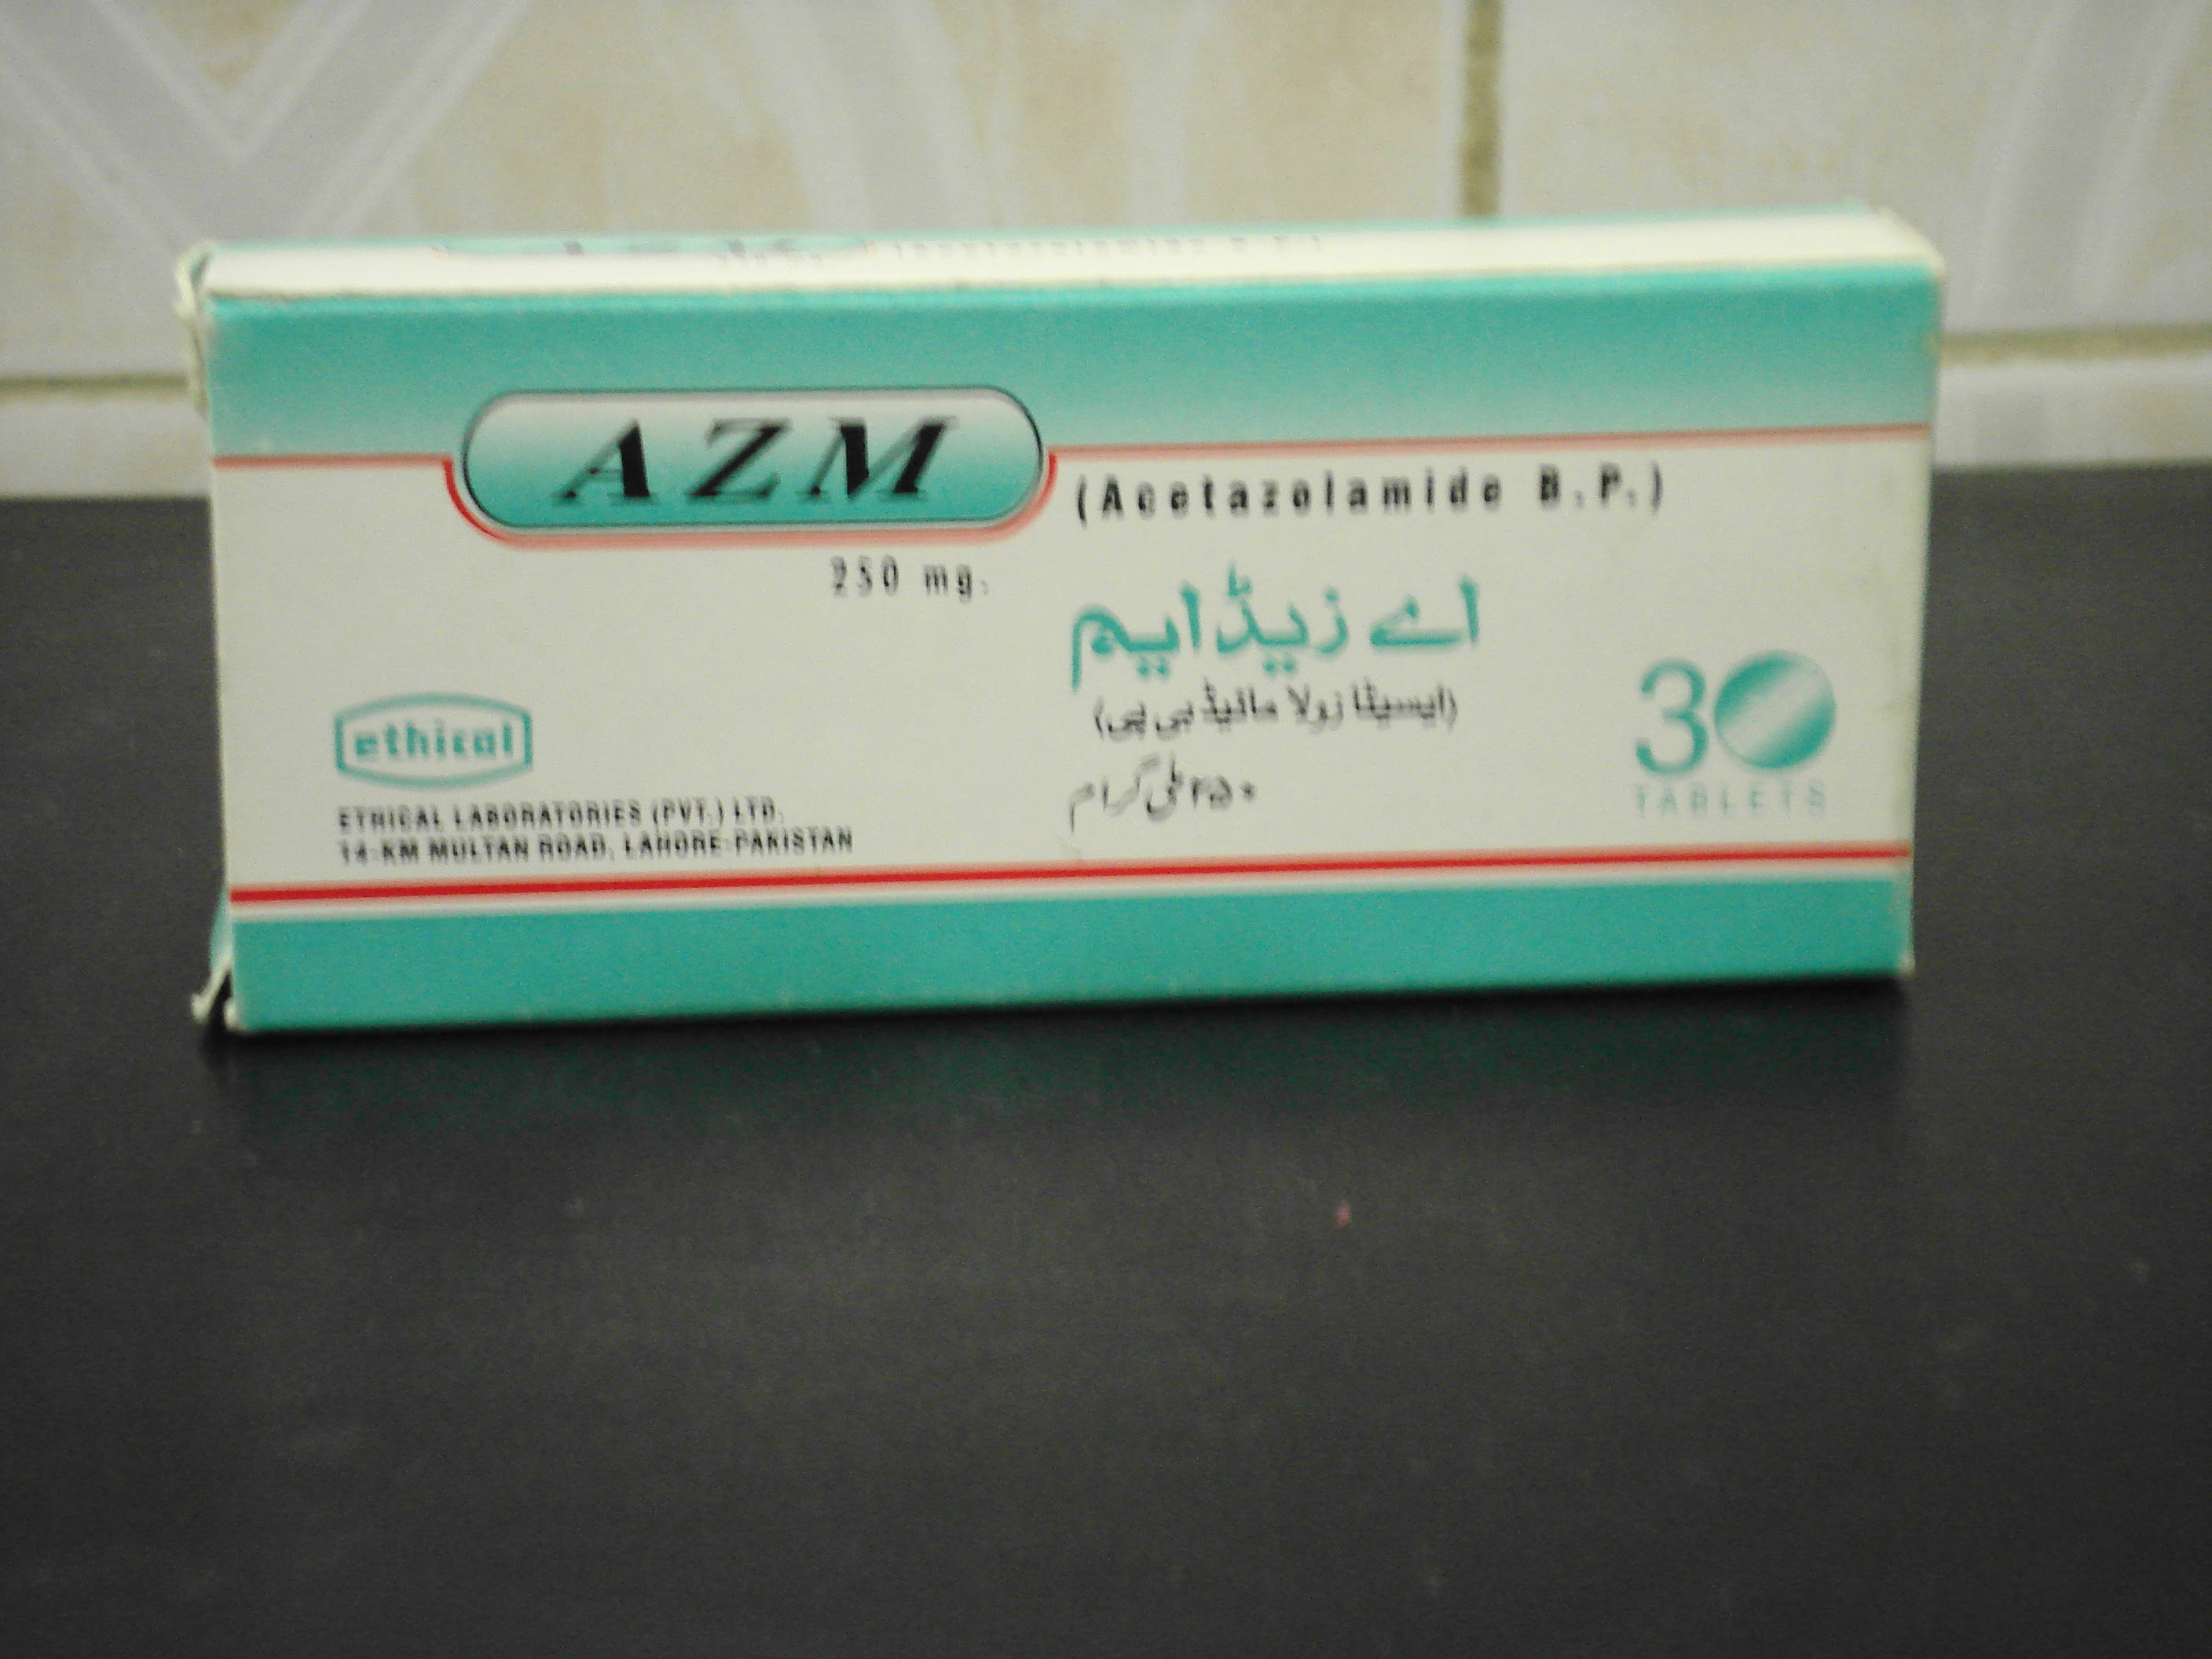 AZM
(Acetazolamide B.P.)
250 mg.
اے زیڈ ایم
(ایسیٹا زولا مائیڈ بی پی)
۲۵۰ ملی گرام
30
TABLETS
ethical
ETHICAL LABORATORIES (PVT.) LTD.
14-KM MULTAN ROAD, LAHORE-PAKISTAN